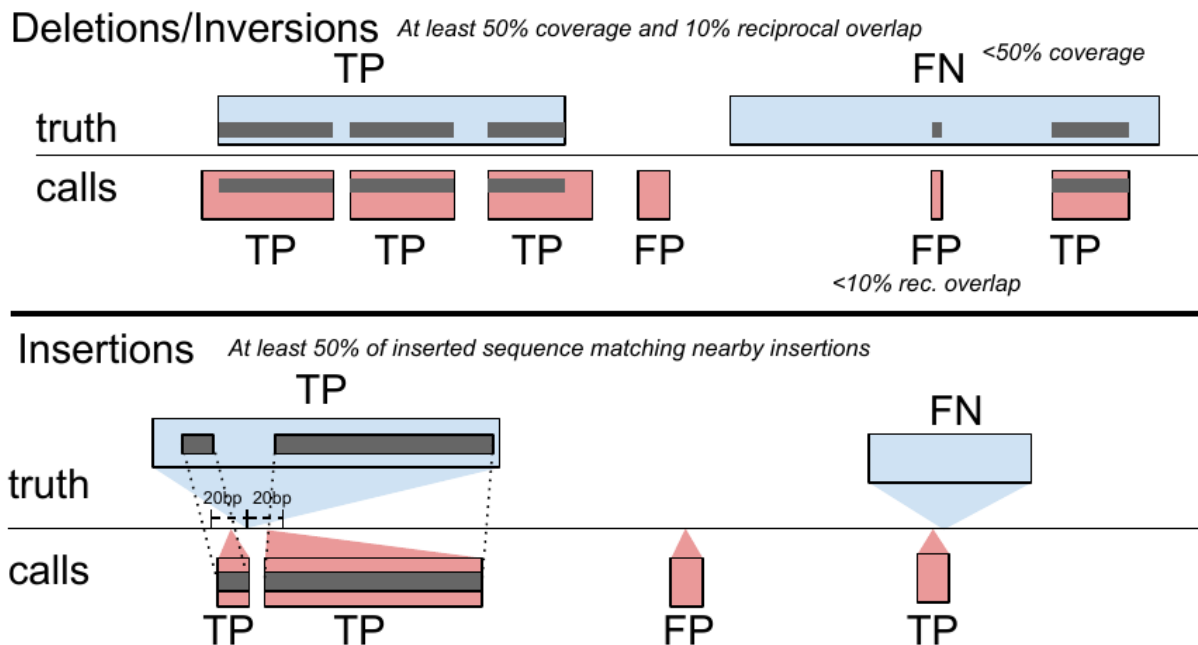 Deletions/Inversions At least 50% coverage and 10% reciprocal overlap
TP FN <50% coverage
truth
calls
TP TP TP FP FP TP
<10% rec. overlap
Insertions At least 50% of inserted sequence matching nearby insertions
TP FN
truth
20bp 20bp
calls
TP TP FP TP